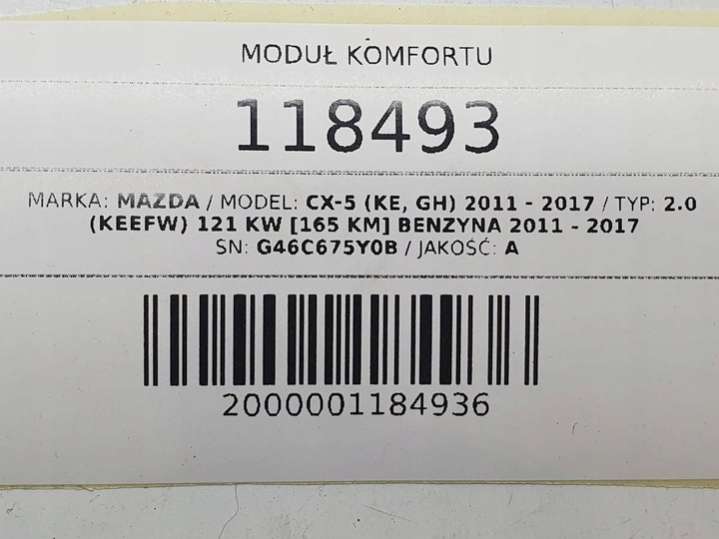 MODUŁ KOMFORTU
118493
MARKA: MAZDA / MODEL: CX-5 (KE, GH) 2011 - 2017 / TYP: 2.0
(KEEFW) 121 KW [165 KM] BENZYNA 2011 - 2017
SN: G46C675Y0B / JAKOŚĆ: A
2000001184936